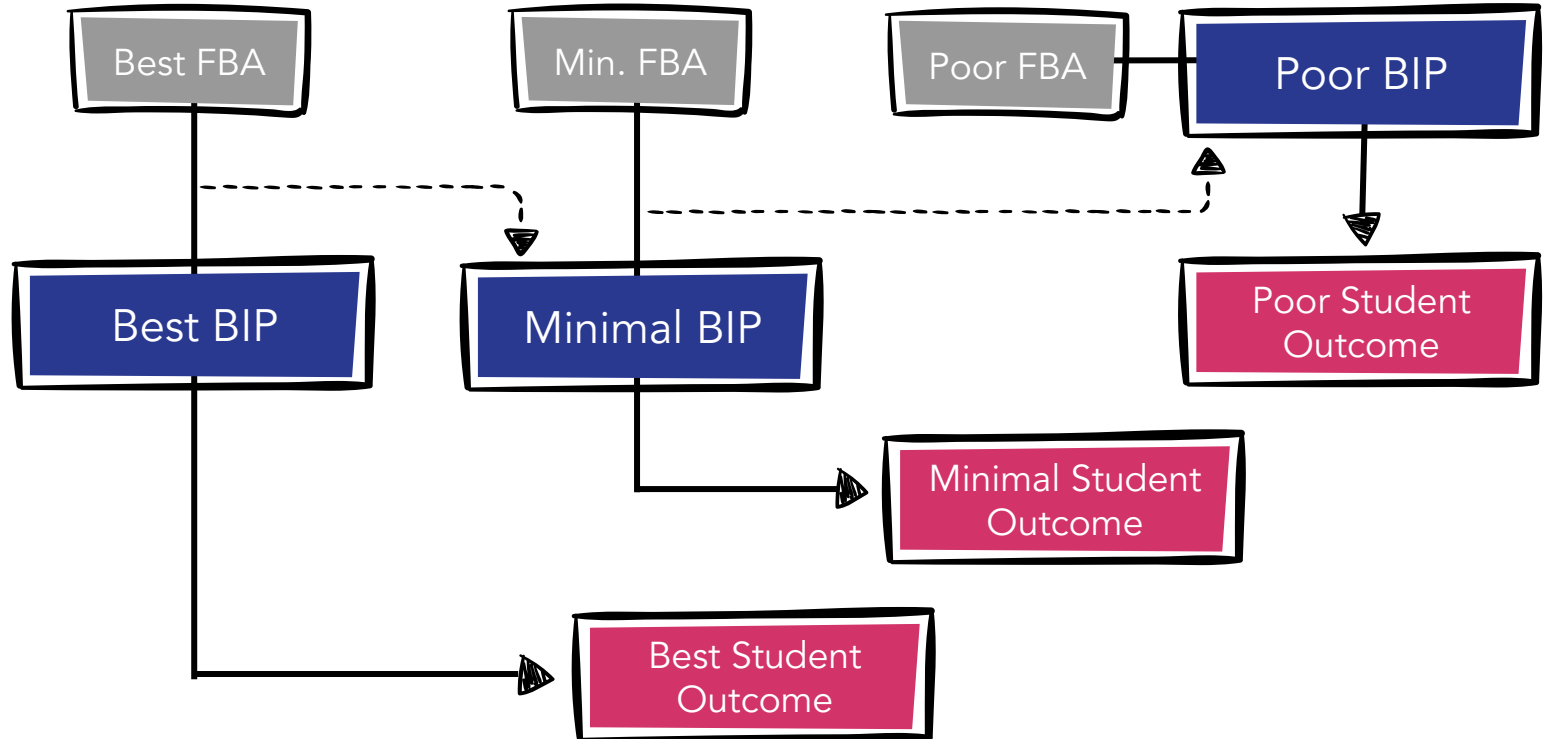 Best FBA
Min. FBA
Poor FBA
Poor BIP
Best BIP
Minimal BIP
Poor Student
Outcome
Minimal Student
Outcome
Best Student
Outcome